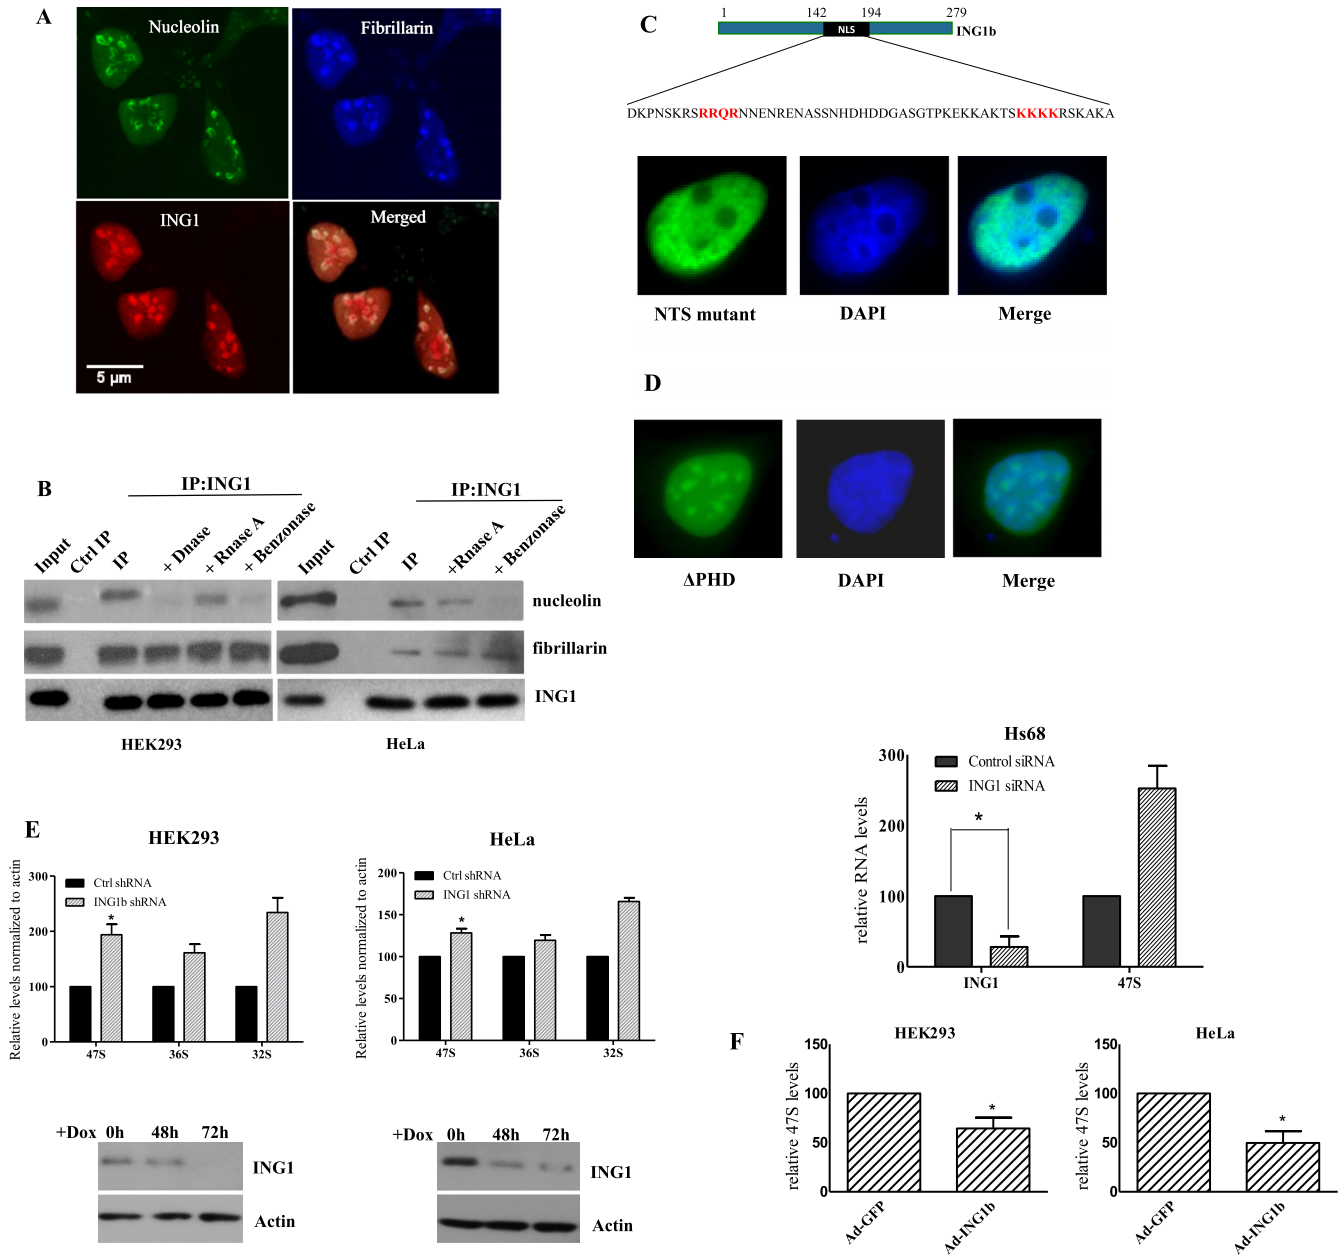 A
Nucleolin
Fibrillarin
ING1
Merged
5 µm
B
IP:ING1
IP:ING1
Input
Ctrl IP
IP
+ Dnase
+ Rnase A
+ Benzonase
Input
Ctrl IP
IP
+Rnase A
+ Benzonase
nucleolin
fibrillarin
ING1
HEK293
HeLa
C
1 142 194 279
NLS
ING1b
DKPNSKRSRRQRNNENRENASSNHDHDDGASGTPKEKKAKTSKKKKRSKAKA
NTS mutant
DAPI
Merge
D
ΔPHD
DAPI
Merge
E
HEK293
Relative levels normalized to actin
300
200
100
0
Ctrl shRNA
ING1b shRNA
*
47S 36S 32S
HeLa
Relative levels normalized to actin
200
150
100
50
0
Ctrl shRNA
ING1 shRNA
*
47S 36S 32S
Hs68
relative RNA levels
300
200
100
0
Control siRNA
ING1 siRNA
*
ING1 47S
+Dox 0h 48h 72h
ING1
Actin
+Dox 0h 48h 72h
ING1
Actin
F
HEK293
relative 47S levels
150
100
50
0
*
Ad-GFP
Ad-ING1b
HeLa
relative 47S levels
150
100
50
0
*
Ad-GFP
Ad-ING1b